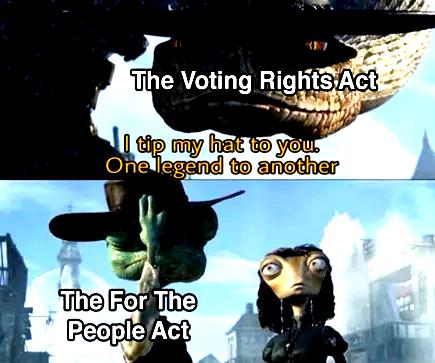 The Voting Rights Act
I tip my hat to you.
One legend to another
The For The
People Act